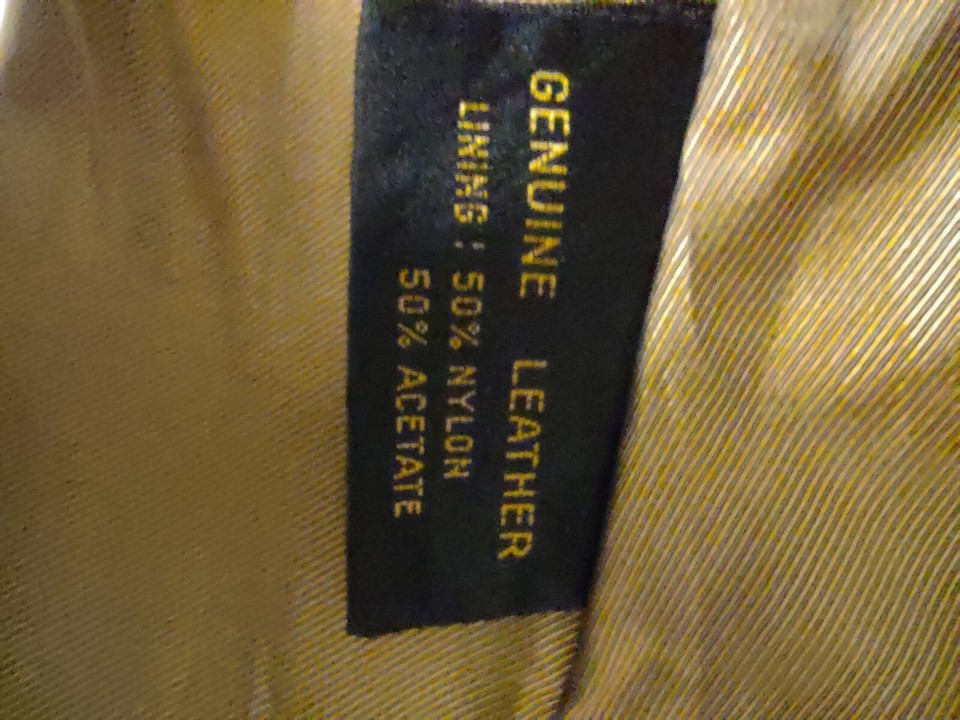 GENUINE LEATHER
LINING : 50% NYLON
50% ACETATE